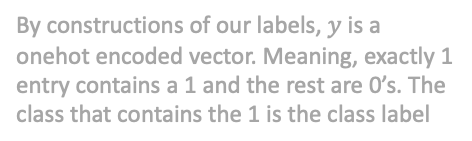 By constructions of our labels, y is a
onehot encoded vector. Meaning, exactly 1
entry contains a 1 and the rest are 0’s. The
class that contains the 1 is the class label